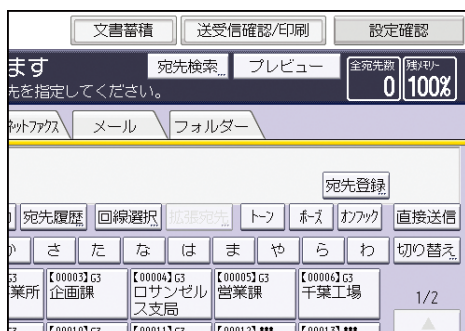 文書蓄積 送受信確認/印刷 設定確認
ます 宛先検索 プレビュー 全宛先数 残メモリー
先を指定してください。 0 100%
ネットファクス メール フォルダー
宛先登録
宛先履歴 回線選択 拡張宛先 トーン ポーズ オンフック 直接送信
か さ た な は ま や ら わ 切り替え
G3 【00003】G3 【00004】G3 【00005】G3 【00006】G3
業所 企画課 ロサンゼルス支局 営業課 千葉工場 1/2